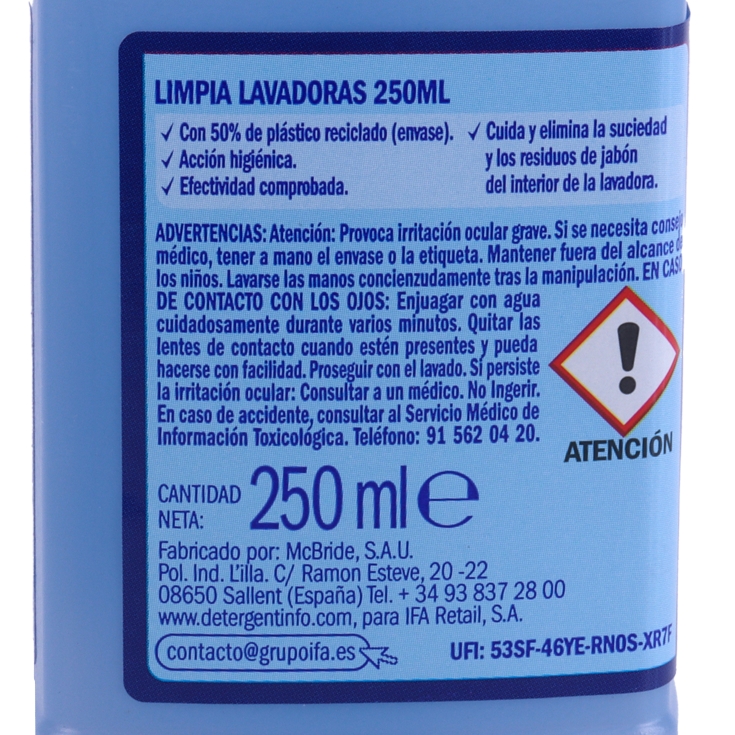 LIMPIA LAVADORAS 250ML
✓ Con 50% de plástico reciclado (envase).
✓ Acción higiénica.
✓ Efectividad comprobada.
✓ Cuida y elimina la suciedad
y los residuos de jabón
del interior de la lavadora.
ADVERTENCIAS: Atención: Provoca irritación ocular grave. Si se necesita consejo
médico, tener a mano el envase o la etiqueta. Mantener fuera del alcance de
los niños. Lavarse las manos concienzudamente tras la manipulación. EN CASO
DE CONTACTO CON LOS OJOS: Enjuagar con agua
cuidadosamente durante varios minutos. Quitar las
lentes de contacto cuando estén presentes y pueda
hacerse con facilidad. Proseguir con el lavado. Si persiste
la irritación ocular: Consultar a un médico. No Ingerir.
En caso de accidente, consultar al Servicio Médico de
Información Toxicológica. Teléfono: 91 562 04 20.
ATENCIÓN
CANTIDAD
NETA:
250 ml e
Fabricado por: McBride, S.A.U.
Pol. Ind. L'illa. C/ Ramon Esteve, 20 -22
08650 Sallent (España) Tel. + 34 93 837 28 00
www.detergentinfo.com, para IFA Retail, S.A.
contacto@grupoifa.es
UFI: 53SF-46YE-RN0S-XR7F